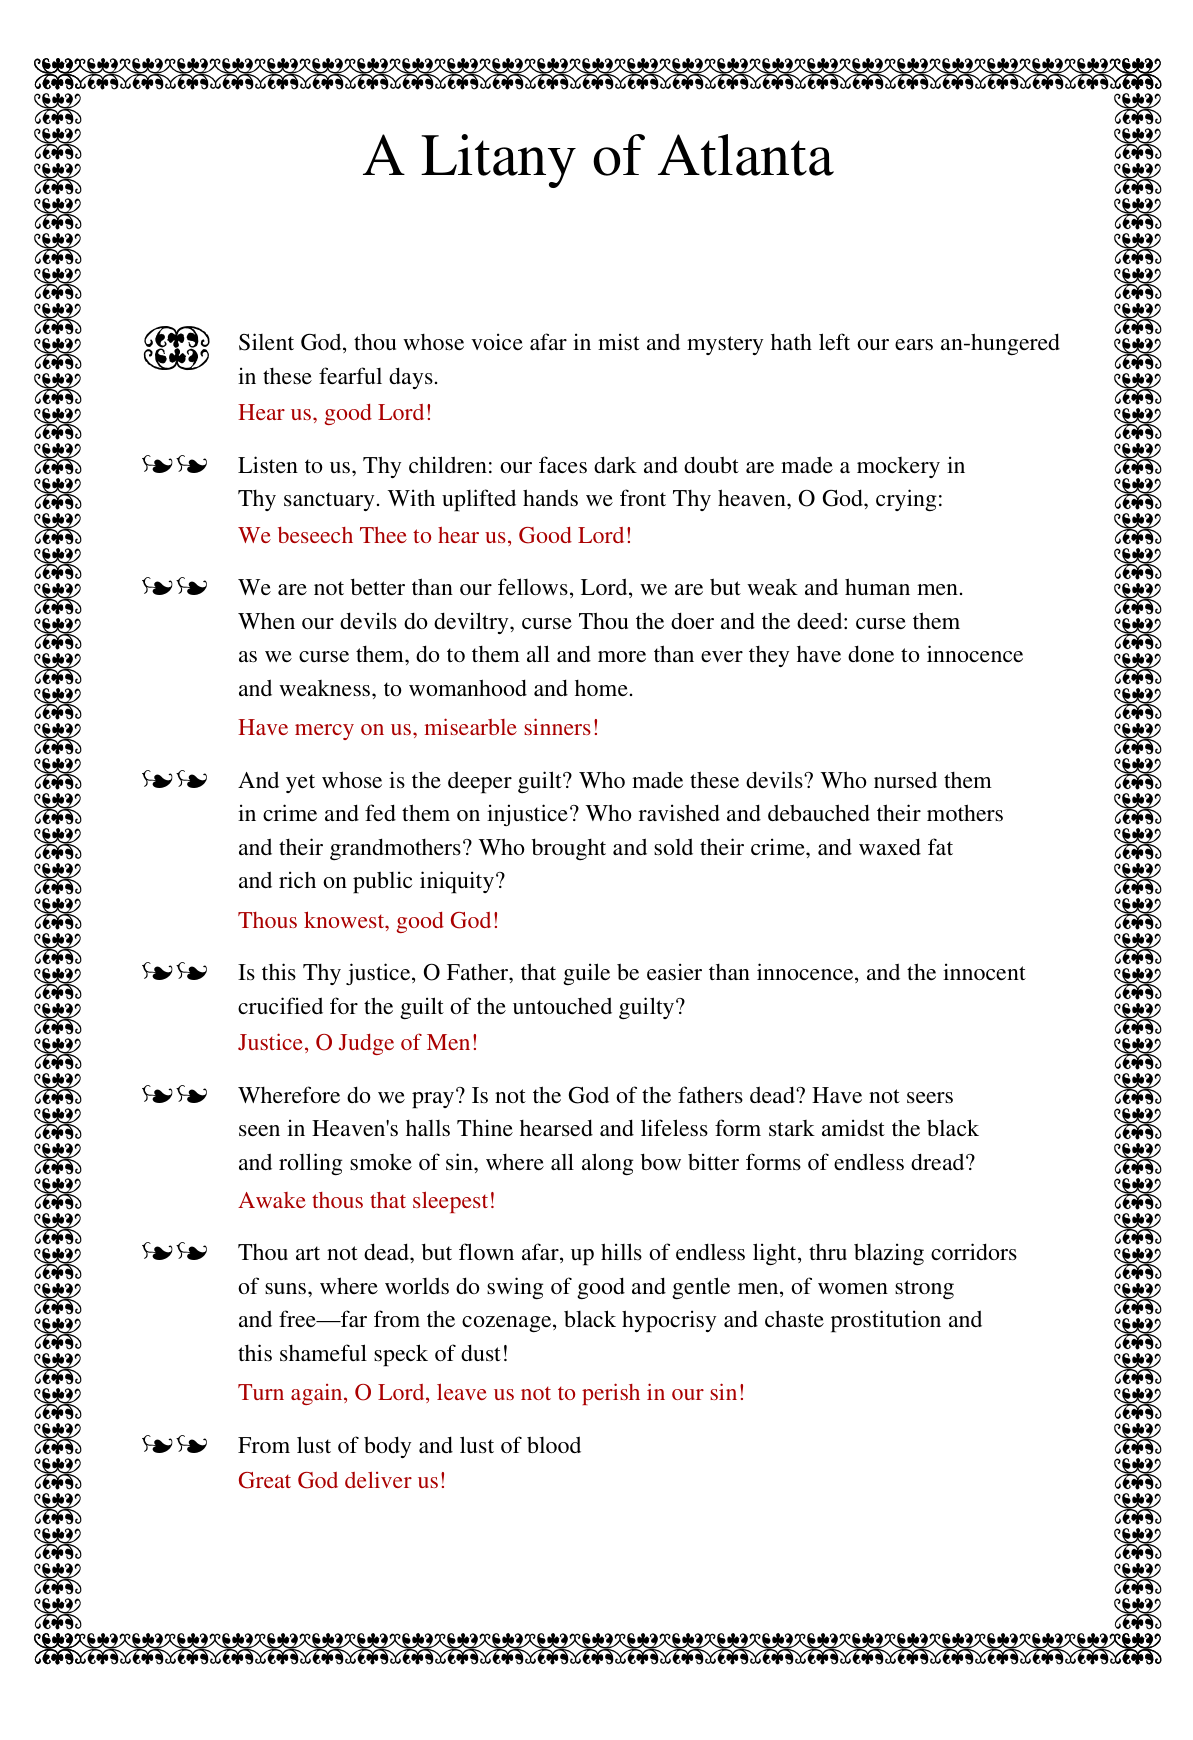 A Litany of Atlanta
Silent God, thou whose voice afar in mist and mystery hath left our ears an-hungered
in these fearful days.
Hear us, good Lord!
Listen to us, Thy children: our faces dark and doubt are made a mockery in
Thy sanctuary. With uplifted hands we front Thy heaven, O God, crying:
We beseech Thee to hear us, Good Lord!
We are not better than our fellows, Lord, we are but weak and human men.
When our devils do deviltry, curse Thou the doer and the deed: curse them
as we curse them, do to them all and more than ever they have done to innocence
and weakness, to womanhood and home.
Have mercy on us, misearble sinners!
And yet whose is the deeper guilt? Who made these devils? Who nursed them
in crime and fed them on injustice? Who ravished and debauched their mothers
and their grandmothers? Who brought and sold their crime, and waxed fat
and rich on public iniquity?
Thous knowest, good God!
Is this Thy justice, O Father, that guile be easier than innocence, and the innocent
crucified for the guilt of the untouched guilty?
Justice, O Judge of Men!
Wherefore do we pray? Is not the God of the fathers dead? Have not seers
seen in Heaven's halls Thine hearsed and lifeless form stark amidst the black
and rolling smoke of sin, where all along bow bitter forms of endless dread?
Awake thous that sleepest!
Thou art not dead, but flown afar, up hills of endless light, thru blazing corridors
of suns, where worlds do swing of good and gentle men, of women strong
and free—far from the cozenage, black hypocrisy and chaste prostitution and
this shameful speck of dust!
Turn again, O Lord, leave us not to perish in our sin!
From lust of body and lust of blood
Great God deliver us!